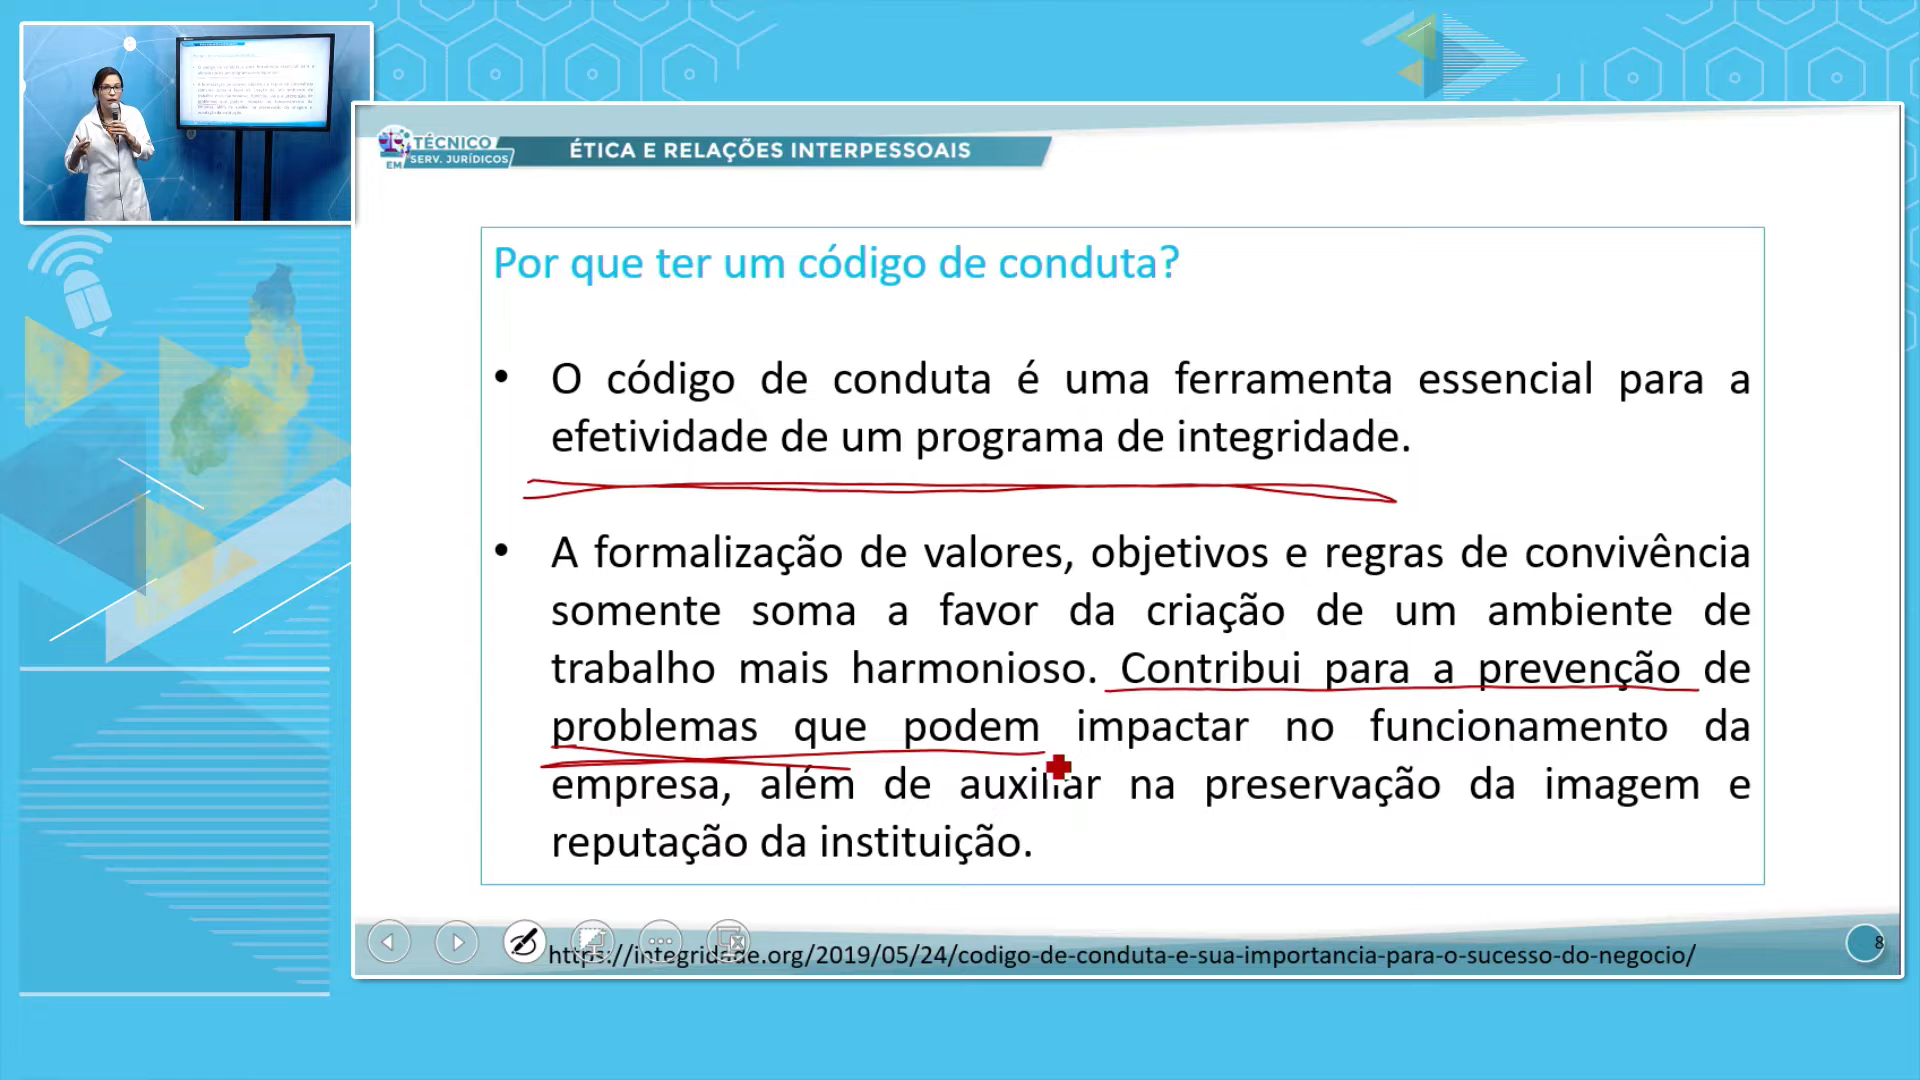 TÉCNICO
EM SERV. JURÍDICOS
ÉTICA E RELAÇÕES INTERPESSOAIS
Por que ter um código de conduta?
• O código de conduta é uma ferramenta essencial para a
efetividade de um programa de integridade.
• A formalização de valores, objetivos e regras de convivência
somente soma a favor da criação de um ambiente de
trabalho mais harmonioso. Contribui para a prevenção de
problemas que podem impactar no funcionamento da
empresa, além de auxiliar na preservação da imagem e
reputação da instituição.
https://integridade.org/2019/05/24/codigo-de-conduta-e-sua-importancia-para-o-sucesso-do-negocio/
8